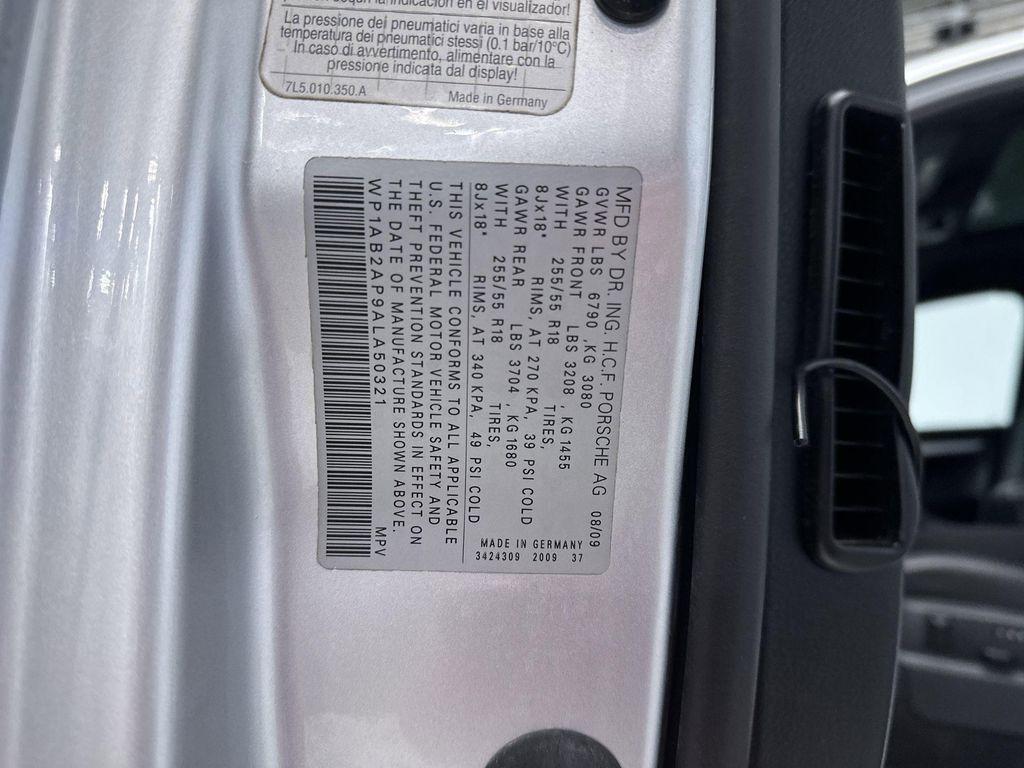 La pressione dei pneumatici varia in base alla
temperatura dei pneumatici stessi (0.1 bar/10°C)
In caso di avvertimento, alimentare con la
pressione indicata dal display!
7L5.010.350.A Made in Germany
MFD BY DR. ING. H.C.F. PORSCHE AG 08/09
GVWR LBS 6790 ,KG 3080
GAWR FRONT LBS 3208 , KG1455
WITH 255/55 R18 TIRES,
8Jx18" RIMS, AT 270 KPA, 39 PSI COLD
GAWR REAR LBS 3704 , KG1680
WITH 255/55 R18 TIRES,
8Jx18" RIMS, AT 340 KPA, 49 PSI COLD
MADE IN GERMANY
3424309 2009 37
THIS VEHICLE CONFORMS TO ALL APPLICABLE
U.S. FEDERAL MOTOR VEHICLE SAFETY AND
THEFT PREVENTION STANDARDS IN EFFECT ON
THE DATE OF MANUFACTURE SHOWN ABOVE.
WP1AB2AP9ALA50321 MPV